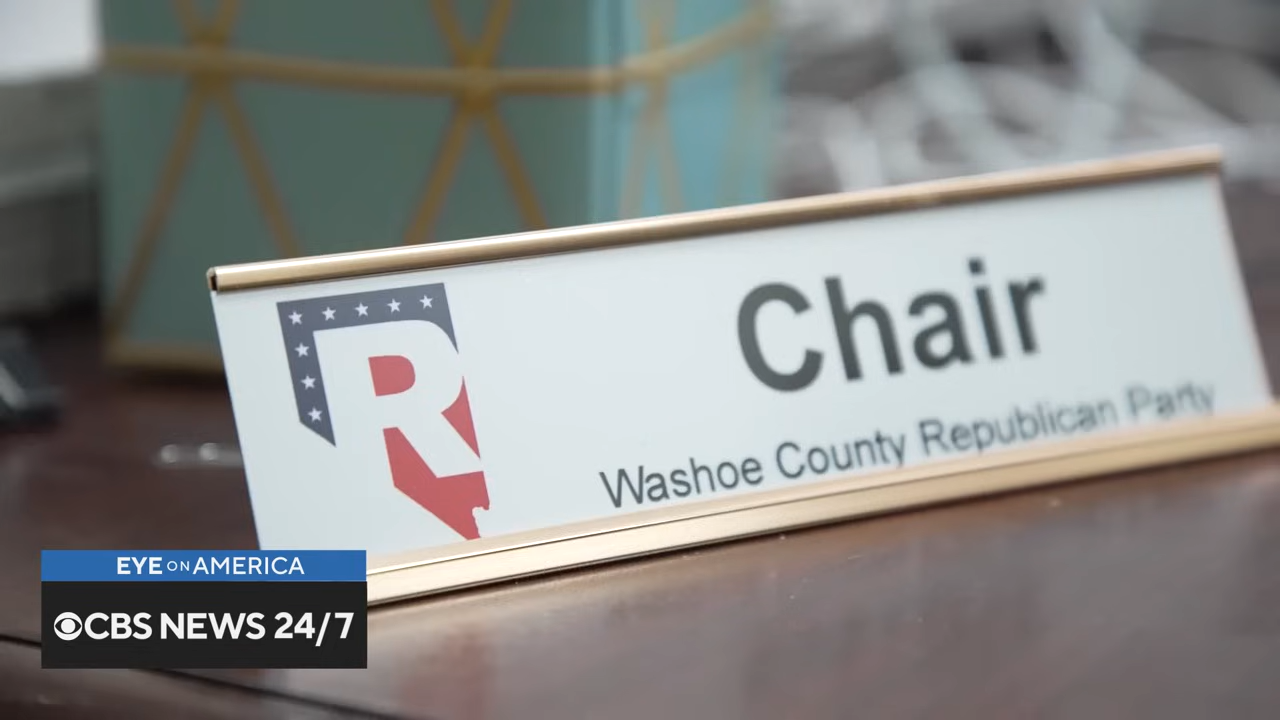 R
Chair
Washoe County Republican Party
EYE ON AMERICA
CBS NEWS 24/7